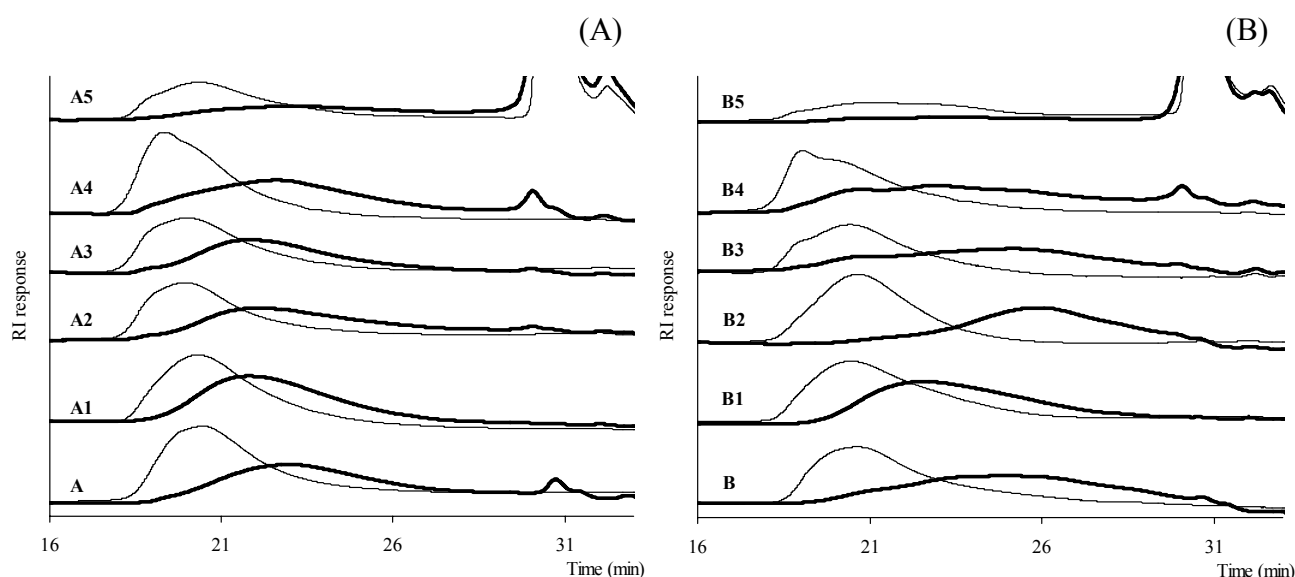 (A)
A5
A4
A3
A2
A1
A
RI response
16 21 26 31
Time (min)
(B)
B5
B4
B3
B2
B1
B
RI response
16 21 26 31
Time (min)